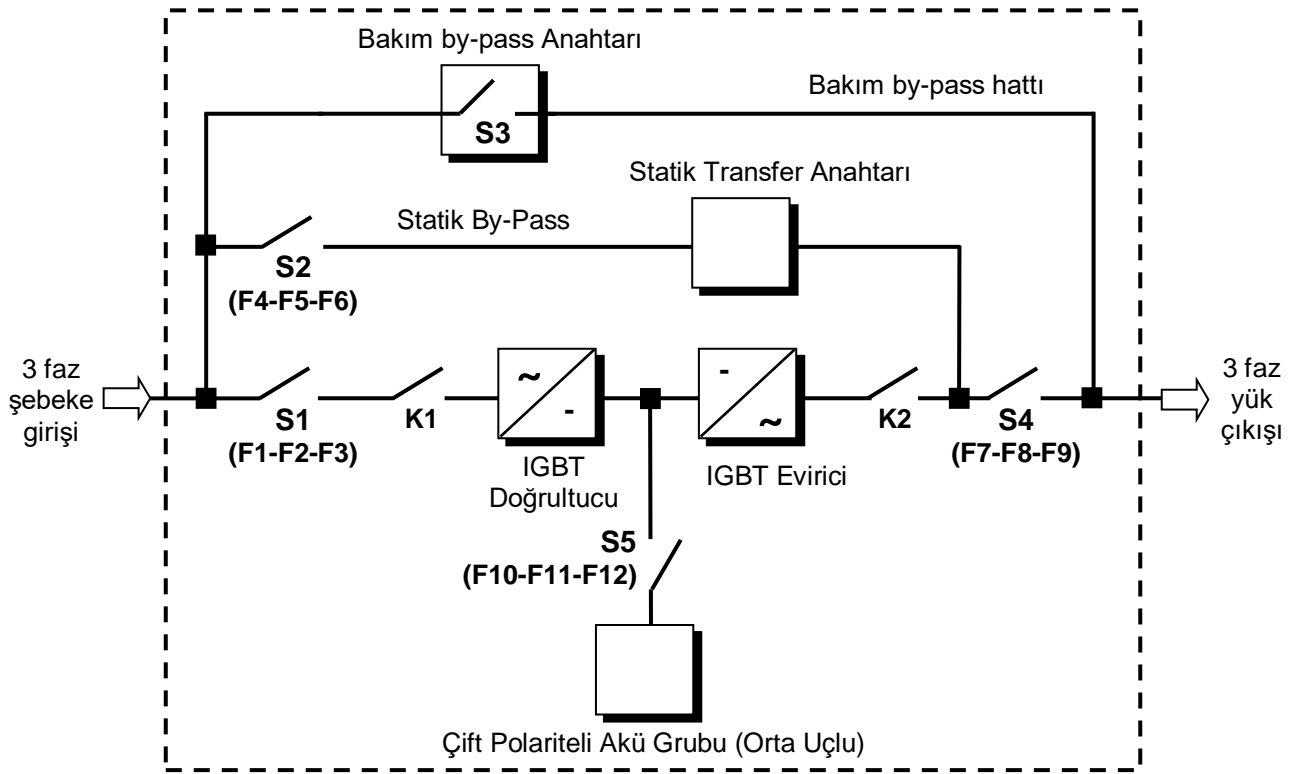 Bakım by-pass Anahtarı
Bakım by-pass hattı
S3
Statik Transfer Anahtarı
Statik By-Pass
S2
(F4-F5-F6)
3 faz
şebeke
girişi
S1
(F1-F2-F3)
K1
~
-
IGBT
Doğrultucu
-
~
IGBT Evirici
K2
S4
(F7-F8-F9)
3 faz
yük
çıkışı
S5
(F10-F11-F12)
Çift Polariteli Akü Grubu (Orta Uçlu)